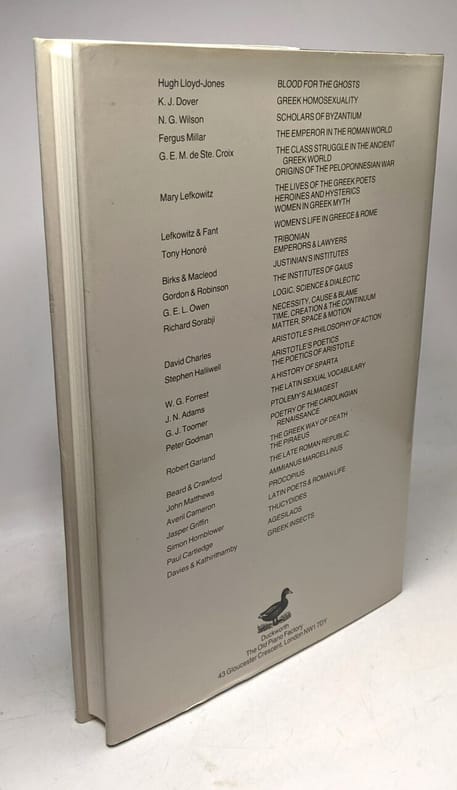 Hugh Lloyd-Jones BLOOD FOR THE GHOSTS
K. J. Dover GREEK HOMOSEXUALITY
N. G. Wilson SCHOLARS OF BYZANTIUM
Fergus Millar THE EMPEROR IN THE ROMAN WORLD
G. E. M. de Ste. Croix THE CLASS STRUGGLE IN THE ANCIENT
GREEK WORLD
ORIGINS OF THE PELOPONNESIAN WAR
Mary Lefkowitz THE LIVES OF THE GREEK POETS
HEROINES AND HYSTERICS
WOMEN IN GREEK MYTH
Lefkowitz & Fant WOMEN'S LIFE IN GREECE & ROME
Tony Honoré TRIBONIAN
EMPERORS & LAWYERS
Birks & Macleod JUSTINIAN'S INSTITUTES
Gordon & Robinson THE INSTITUTES OF GAIUS
G. E. L. Owen LOGIC, SCIENCE & DIALECTIC
Richard Sorabji NECESSITY, CAUSE & BLAME
TIME, CREATION & THE CONTINUUM
MATTER, SPACE & MOTION
David Charles ARISTOTLE'S PHILOSOPHY OF ACTION
Stephen Halliwell ARISTOTLE'S POETICS
THE POETICS OF ARISTOTLE
W. G. Forrest A HISTORY OF SPARTA
J. N. Adams THE LATIN SEXUAL VOCABULARY
G. J. Toomer PTOLEMY'S ALMAGEST
Peter Godman POETRY OF THE CAROLINGIAN
RENAISSANCE
Robert Garland THE GREEK WAY OF DEATH
THE PIRAEUS
Beard & Crawford THE LATE ROMAN REPUBLIC
John Matthews AMMIANUS MARCELLINUS
Averil Cameron PROCOPIUS
Jasper Griffin LATIN POETS & ROMAN LIFE
Simon Hornblower THUCYDIDES
Paul Cartledge AGESILAOS
Davies & Kathirithamby GREEK INSECTS
Duckworth
The Old Piano Factory
43 Gloucester Crescent, London NW1 7DY